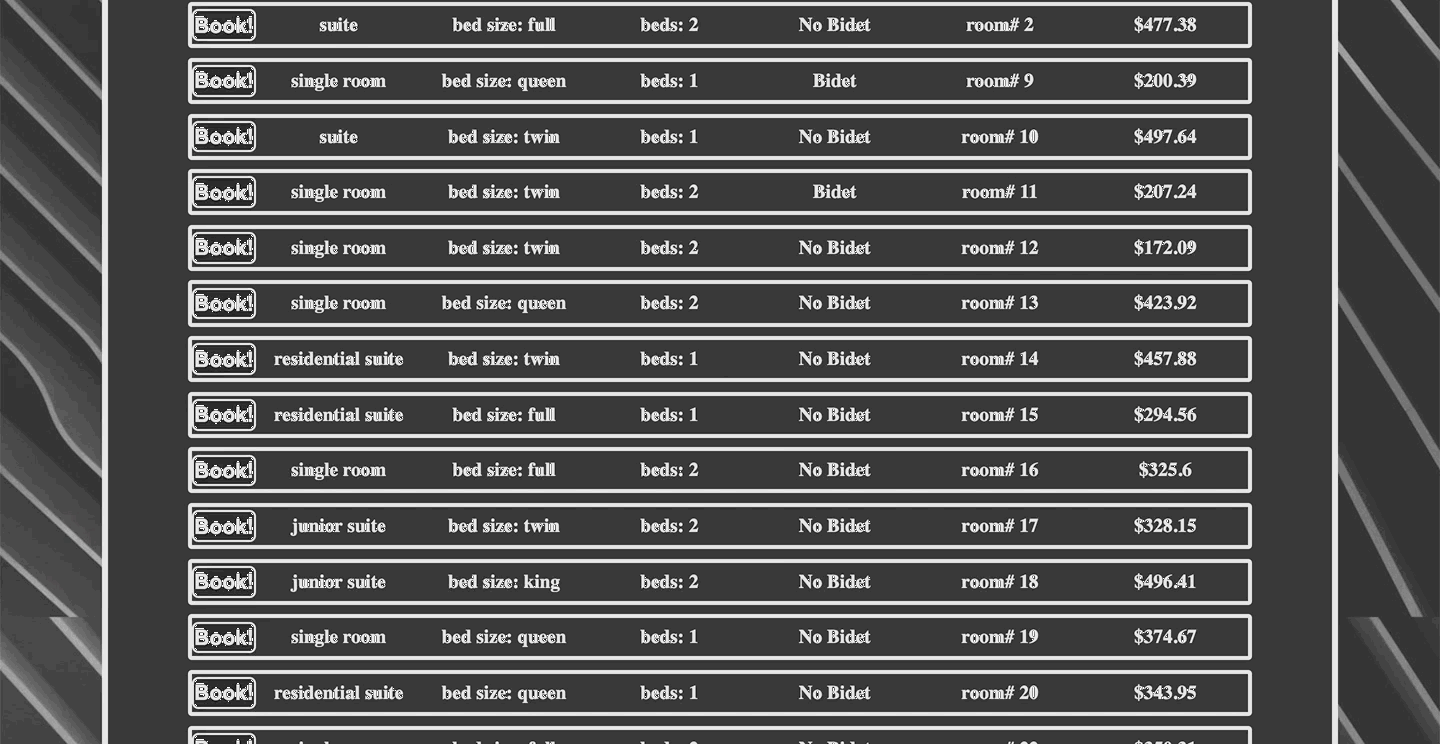 Book! suite bed size: full beds: 2 No Bidet room# 2 $477.38
Book! single room bed size: queen beds: 1 Bidet room# 9 $200.39
Book! suite bed size: twin beds: 1 No Bidet room# 10 $497.64
Book! single room bed size: twin beds: 2 Bidet room# 11 $207.24
Book! single room bed size: twin beds: 2 No Bidet room# 12 $172.09
Book! single room bed size: queen beds: 2 No Bidet room# 13 $423.92
Book! residential suite bed size: twin beds: 1 No Bidet room# 14 $457.88
Book! residential suite bed size: full beds: 1 No Bidet room# 15 $294.56
Book! single room bed size: full beds: 2 No Bidet room# 16 $325.6
Book! junior suite bed size: twin beds: 2 No Bidet room# 17 $328.15
Book! junior suite bed size: king beds: 2 No Bidet room# 18 $496.41
Book! single room bed size: queen beds: 1 No Bidet room# 19 $374.67
Book! residential suite bed size: queen beds: 1 No Bidet room# 20 $343.95